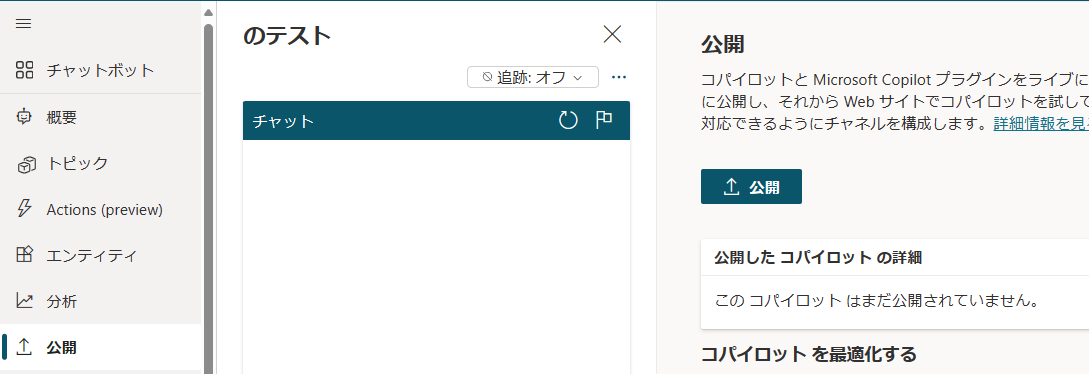 チャットボット
概要
トピック
Actions (preview)
エンティティ
分析
公開
のテスト
追跡: オフ
チャット
公開
コパイロットと Microsoft Copilot プラグインをライブに
に公開し、それから Web サイトでコパイロットを試して
対応できるようにチャネルを構成します。詳細情報を見
公開
公開した コパイロット の詳細
この コパイロット はまだ公開されていません。
コパイロット を最適化する